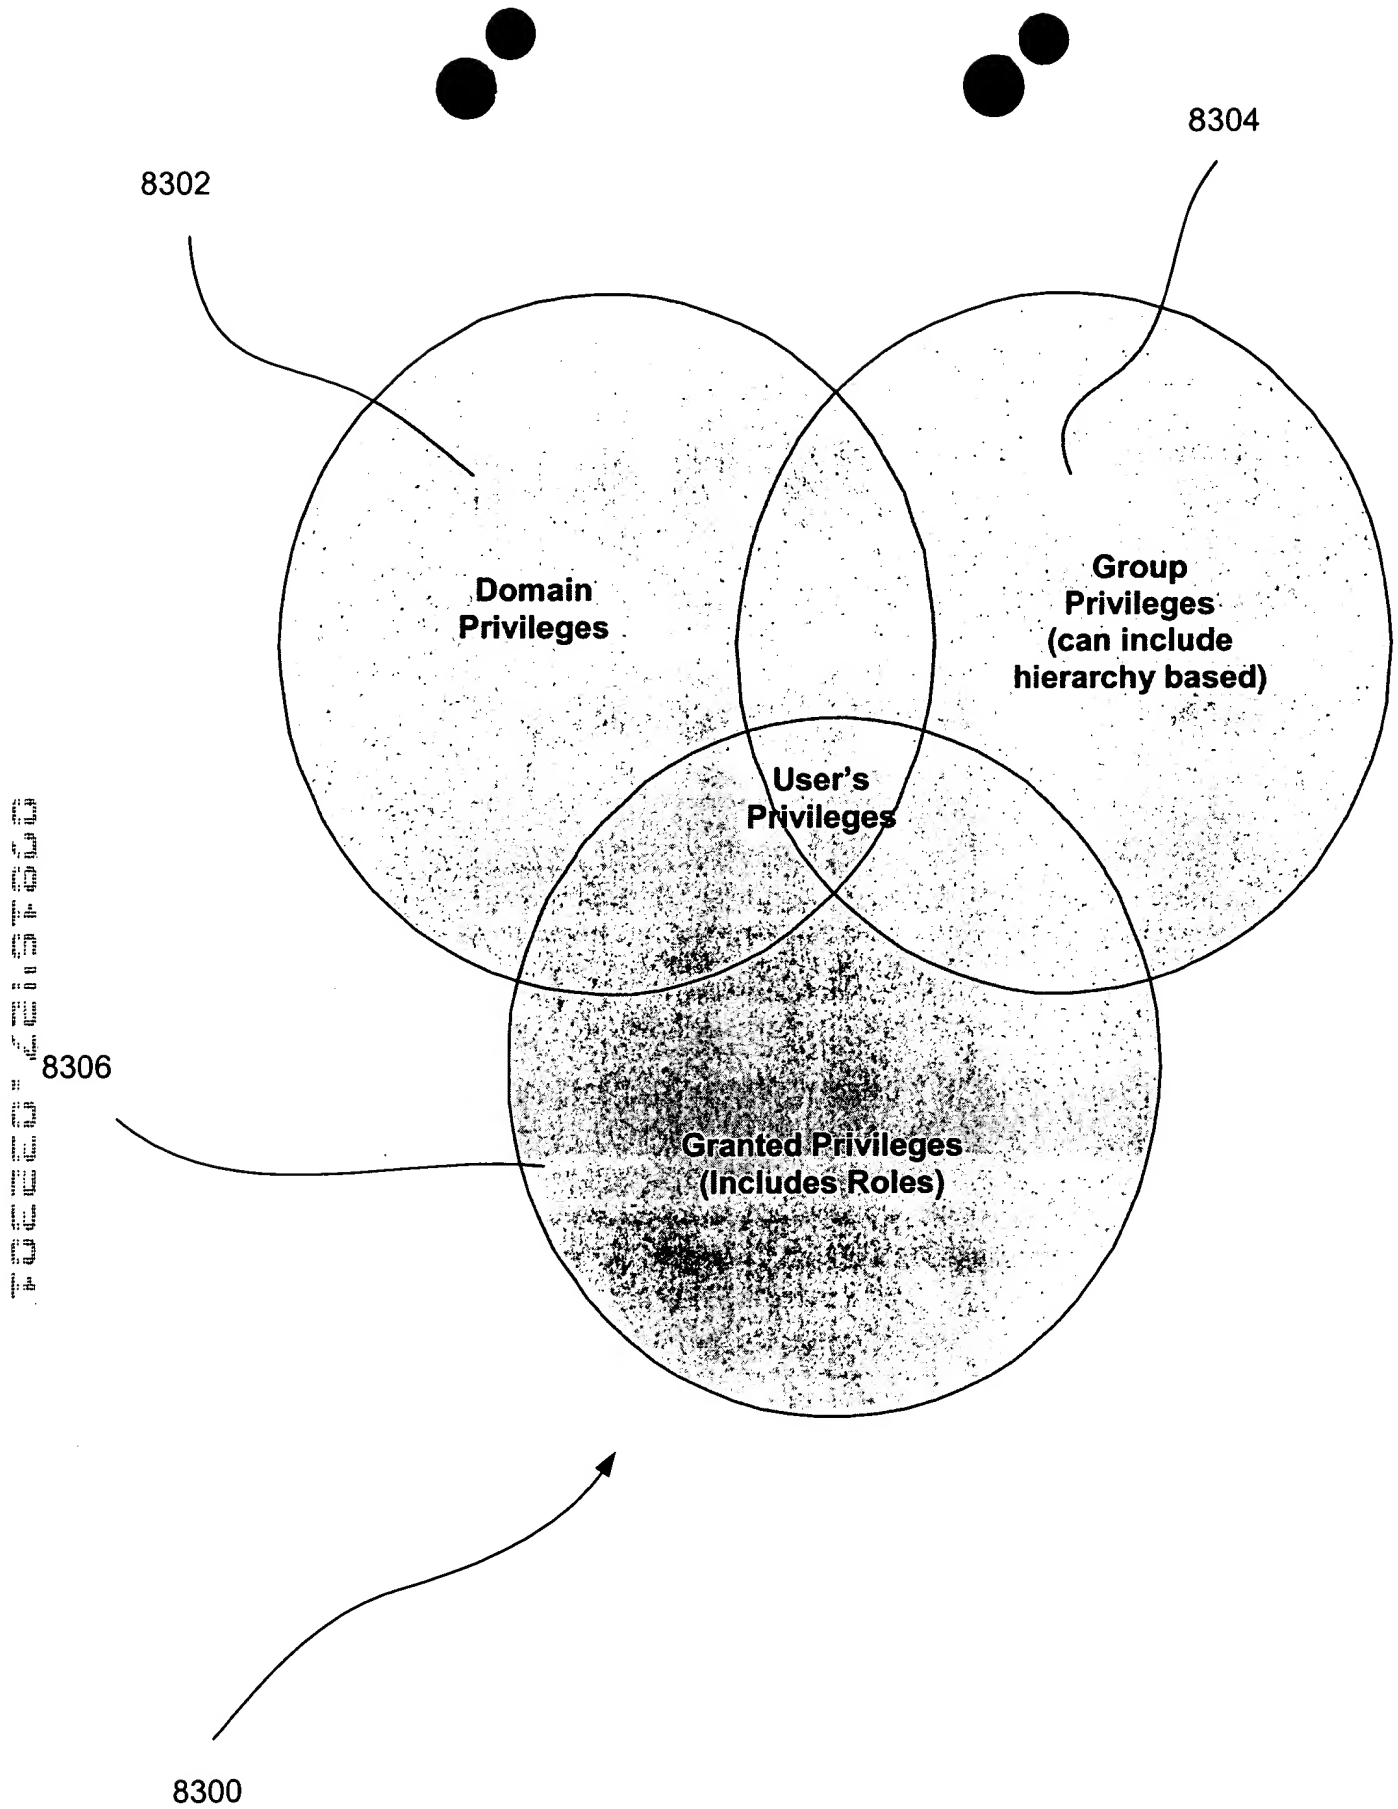 8304
8302
Domain
Privileges
Group
Privileges
(can include
hierarchy based)
User's
Privileges
8306
Granted Privileges
(Includes Roles)
8300